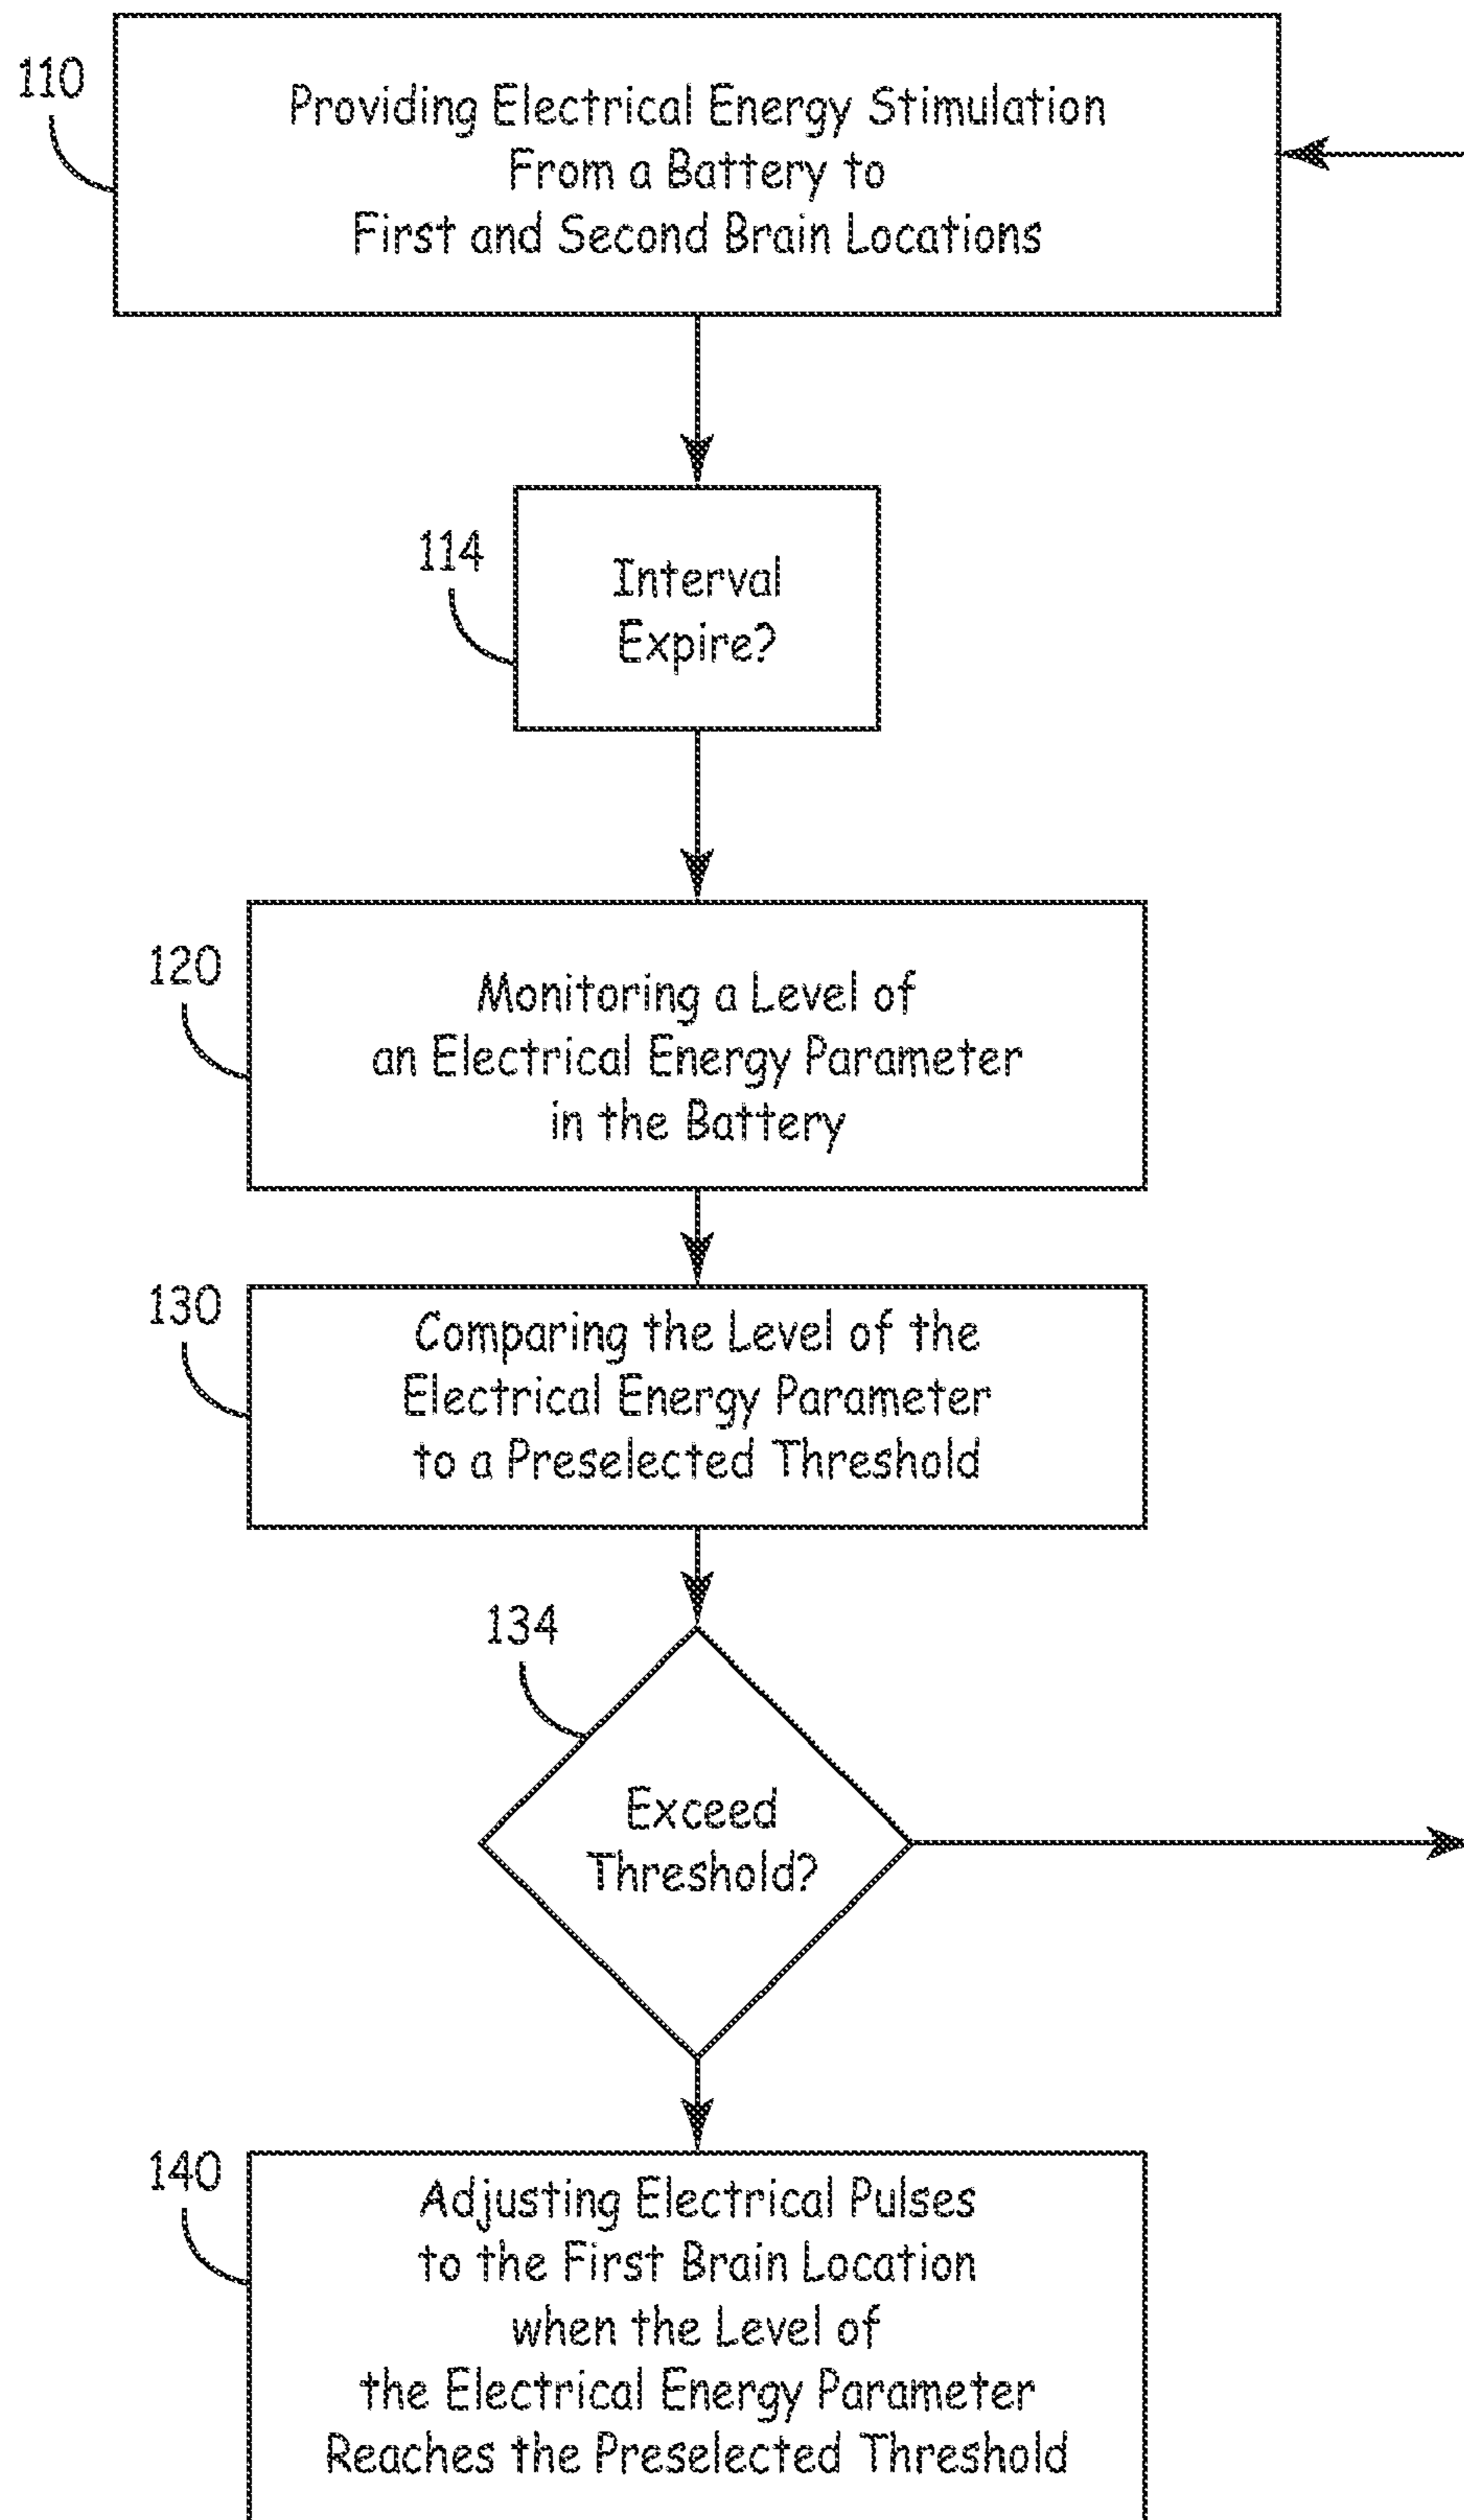 110
Providing Electrical Energy Stimulation
From a Battery to
First and Second Brain Locations
114
Interval
Expire?
120
Monitoring a Level of
an Electrical Energy Parameter
in the Battery
130
Comparing the Level of the
Electrical Energy Parameter
to a Preselected Threshold
134
Exceed
Threshold?
140
Adjusting Electrical Pulses
to the First Brain Location
when the Level of
the Electrical Energy Parameter
Reaches the Preselected Threshold